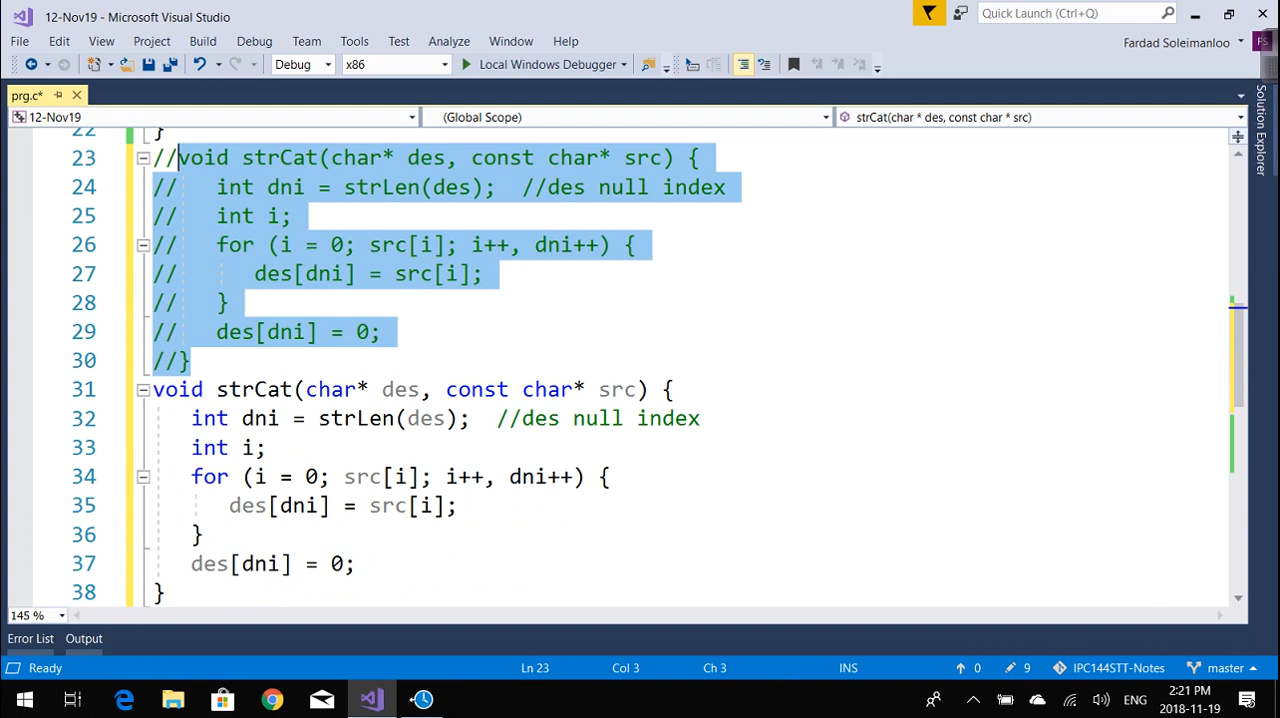 12-Nov19 - Microsoft Visual Studio
Quick Launch (Ctrl+Q)
File Edit View Project Build Debug Team Tools Test Analyze Window Help
Fardad Soleimanloo FS
Debug x86 Local Windows Debugger
prg.c*
12-Nov19 (Global Scope) strCat(char * des, const char * src)
22 }
23 //void strCat(char* des, const char* src) {
24 // int dni = strLen(des); //des null index
25 // int i;
26 // for (i = 0; src[i]; i++, dni++) {
27 // des[dni] = src[i];
28 // }
29 // des[dni] = 0;
30 //}
31 void strCat(char* des, const char* src) {
32 int dni = strLen(des); //des null index
33 int i;
34 for (i = 0; src[i]; i++, dni++) {
35 des[dni] = src[i];
36 }
37 des[dni] = 0;
38 }
Solution Explorer
145 %
Error List Output
Ready Ln 23 Col 3 Ch 3 INS 0 9 IPC144STT-Notes master
ENG 2:21 PM
2018-11-19